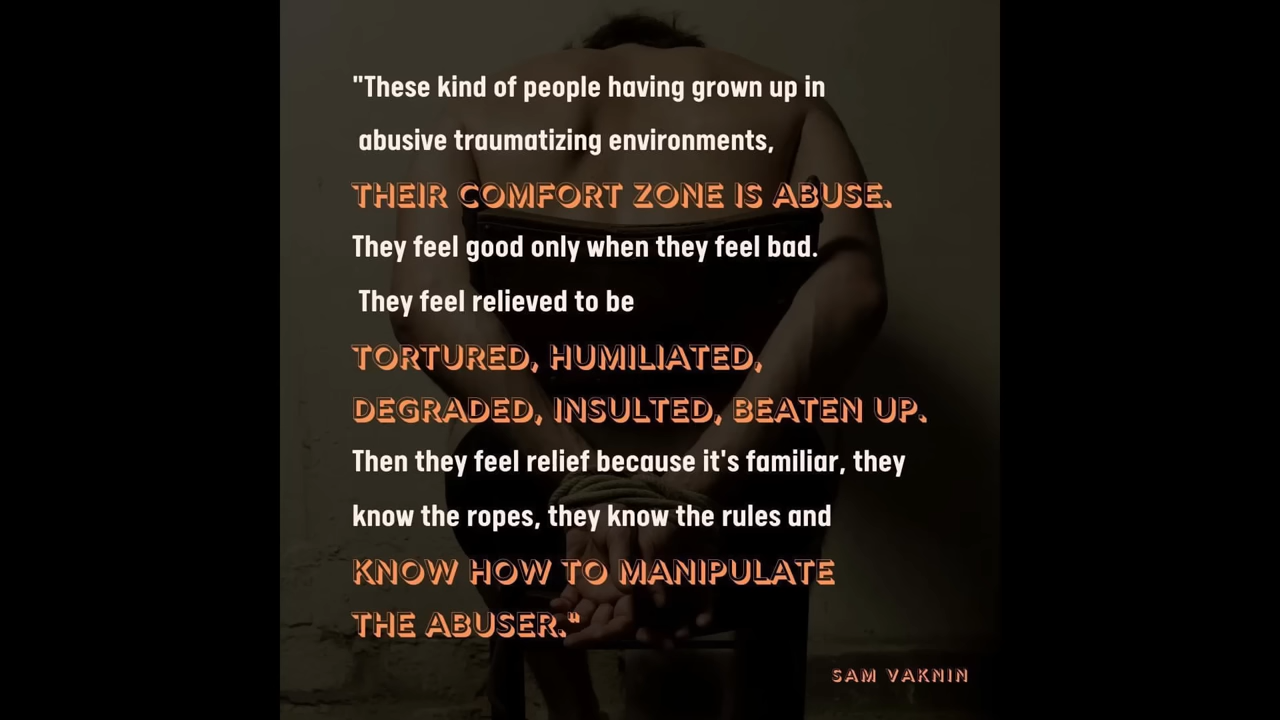 "These kind of people having grown up in
abusive traumatizing environments,
THEIR COMFORT ZONE IS ABUSE.
They feel good only when they feel bad.
They feel relieved to be
TORTURED, HUMILIATED,
DEGRADED, INSULTED, BEATEN UP.
Then they feel relief because it's familiar, they
know the ropes, they know the rules and
KNOW HOW TO MANIPULATE
THE ABUSER."
SAM VAKNIN